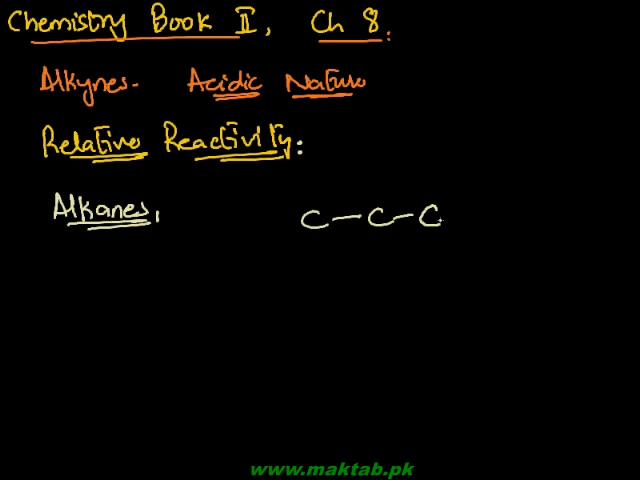 Chemistry Book II, Ch 8.
Alkynes. Acidic Nature
Relative Reactivity:
Alkanes, C - C - C
www.maktab.pk